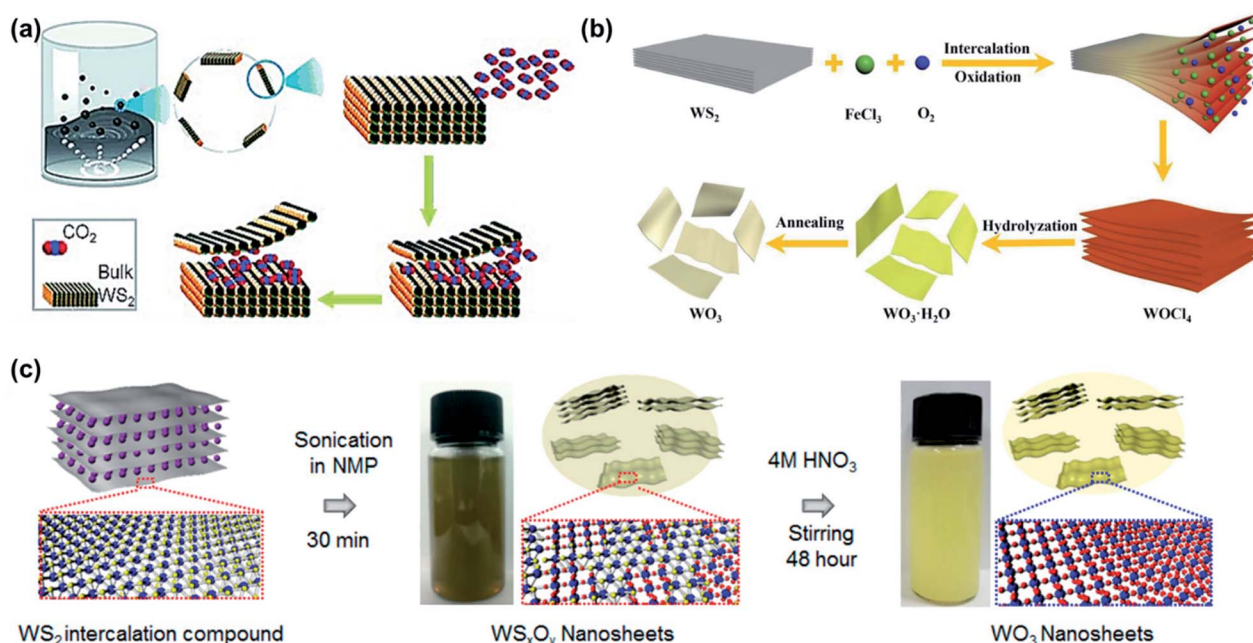 (a)
CO2
Bulk
WS2
(b)
WS2
FeCl3
O2
Intercalation
Oxidation
WOCl4
Hydrolyzation
WO3·H2O
Annealing
WO3
(c)
WS2 intercalation compound
Sonication
in NMP
30 min
WSxOy Nanosheets
4M HNO3
Stirring
48 hour
WO3 Nanosheets